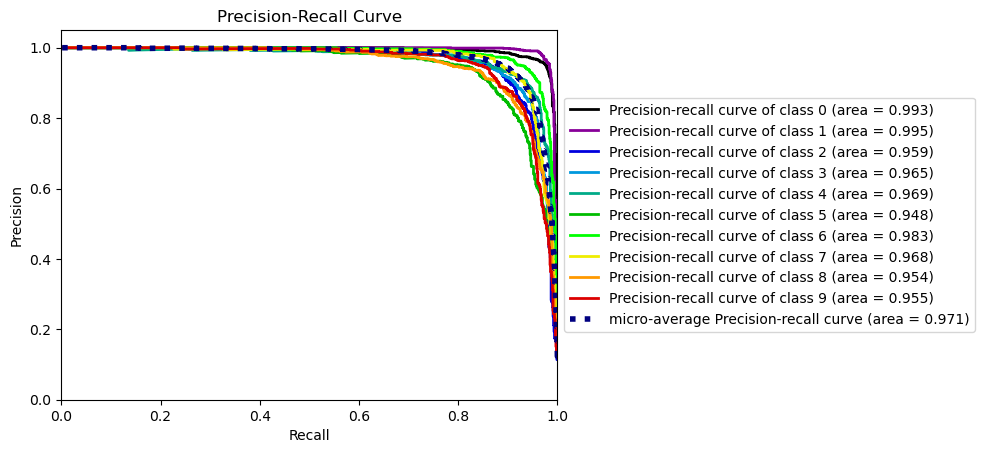 Precision-Recall Curve
1.0
0.8
0.6
0.4
0.2
0.0
Precision
0.0 0.2 0.4 0.6 0.8 1.0
Recall
Precision-recall curve of class 0 (area = 0.993)
Precision-recall curve of class 1 (area = 0.995)
Precision-recall curve of class 2 (area = 0.959)
Precision-recall curve of class 3 (area = 0.965)
Precision-recall curve of class 4 (area = 0.969)
Precision-recall curve of class 5 (area = 0.948)
Precision-recall curve of class 6 (area = 0.983)
Precision-recall curve of class 7 (area = 0.968)
Precision-recall curve of class 8 (area = 0.954)
Precision-recall curve of class 9 (area = 0.955)
micro-average Precision-recall curve (area = 0.971)